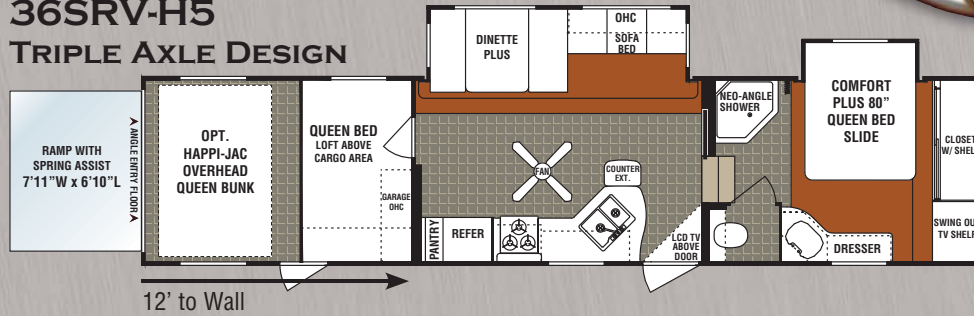 36SRV-H5
TRIPLE AXLE DESIGN
RAMP WITH
SPRING ASSIST
7'11"W x 6'10"L
ANGLE ENTRY FLOOR
OPT.
HAPPI-JAC
OVERHEAD
QUEEN BUNK
QUEEN BED
LOFT ABOVE
CARGO AREA
GARAGE
OHC
DINETTE
PLUS
OHC
SOFA
BED
FAN
COUNTER
EXT.
PANTRY
REFER
LCD TV
ABOVE
DOOR
NEO-ANGLE
SHOWER
COMFORT
PLUS 80"
QUEEN BED
SLIDE
DRESSER
CLOSET
W/ SHEL
SWING OU
TV SHELF
12' to Wall